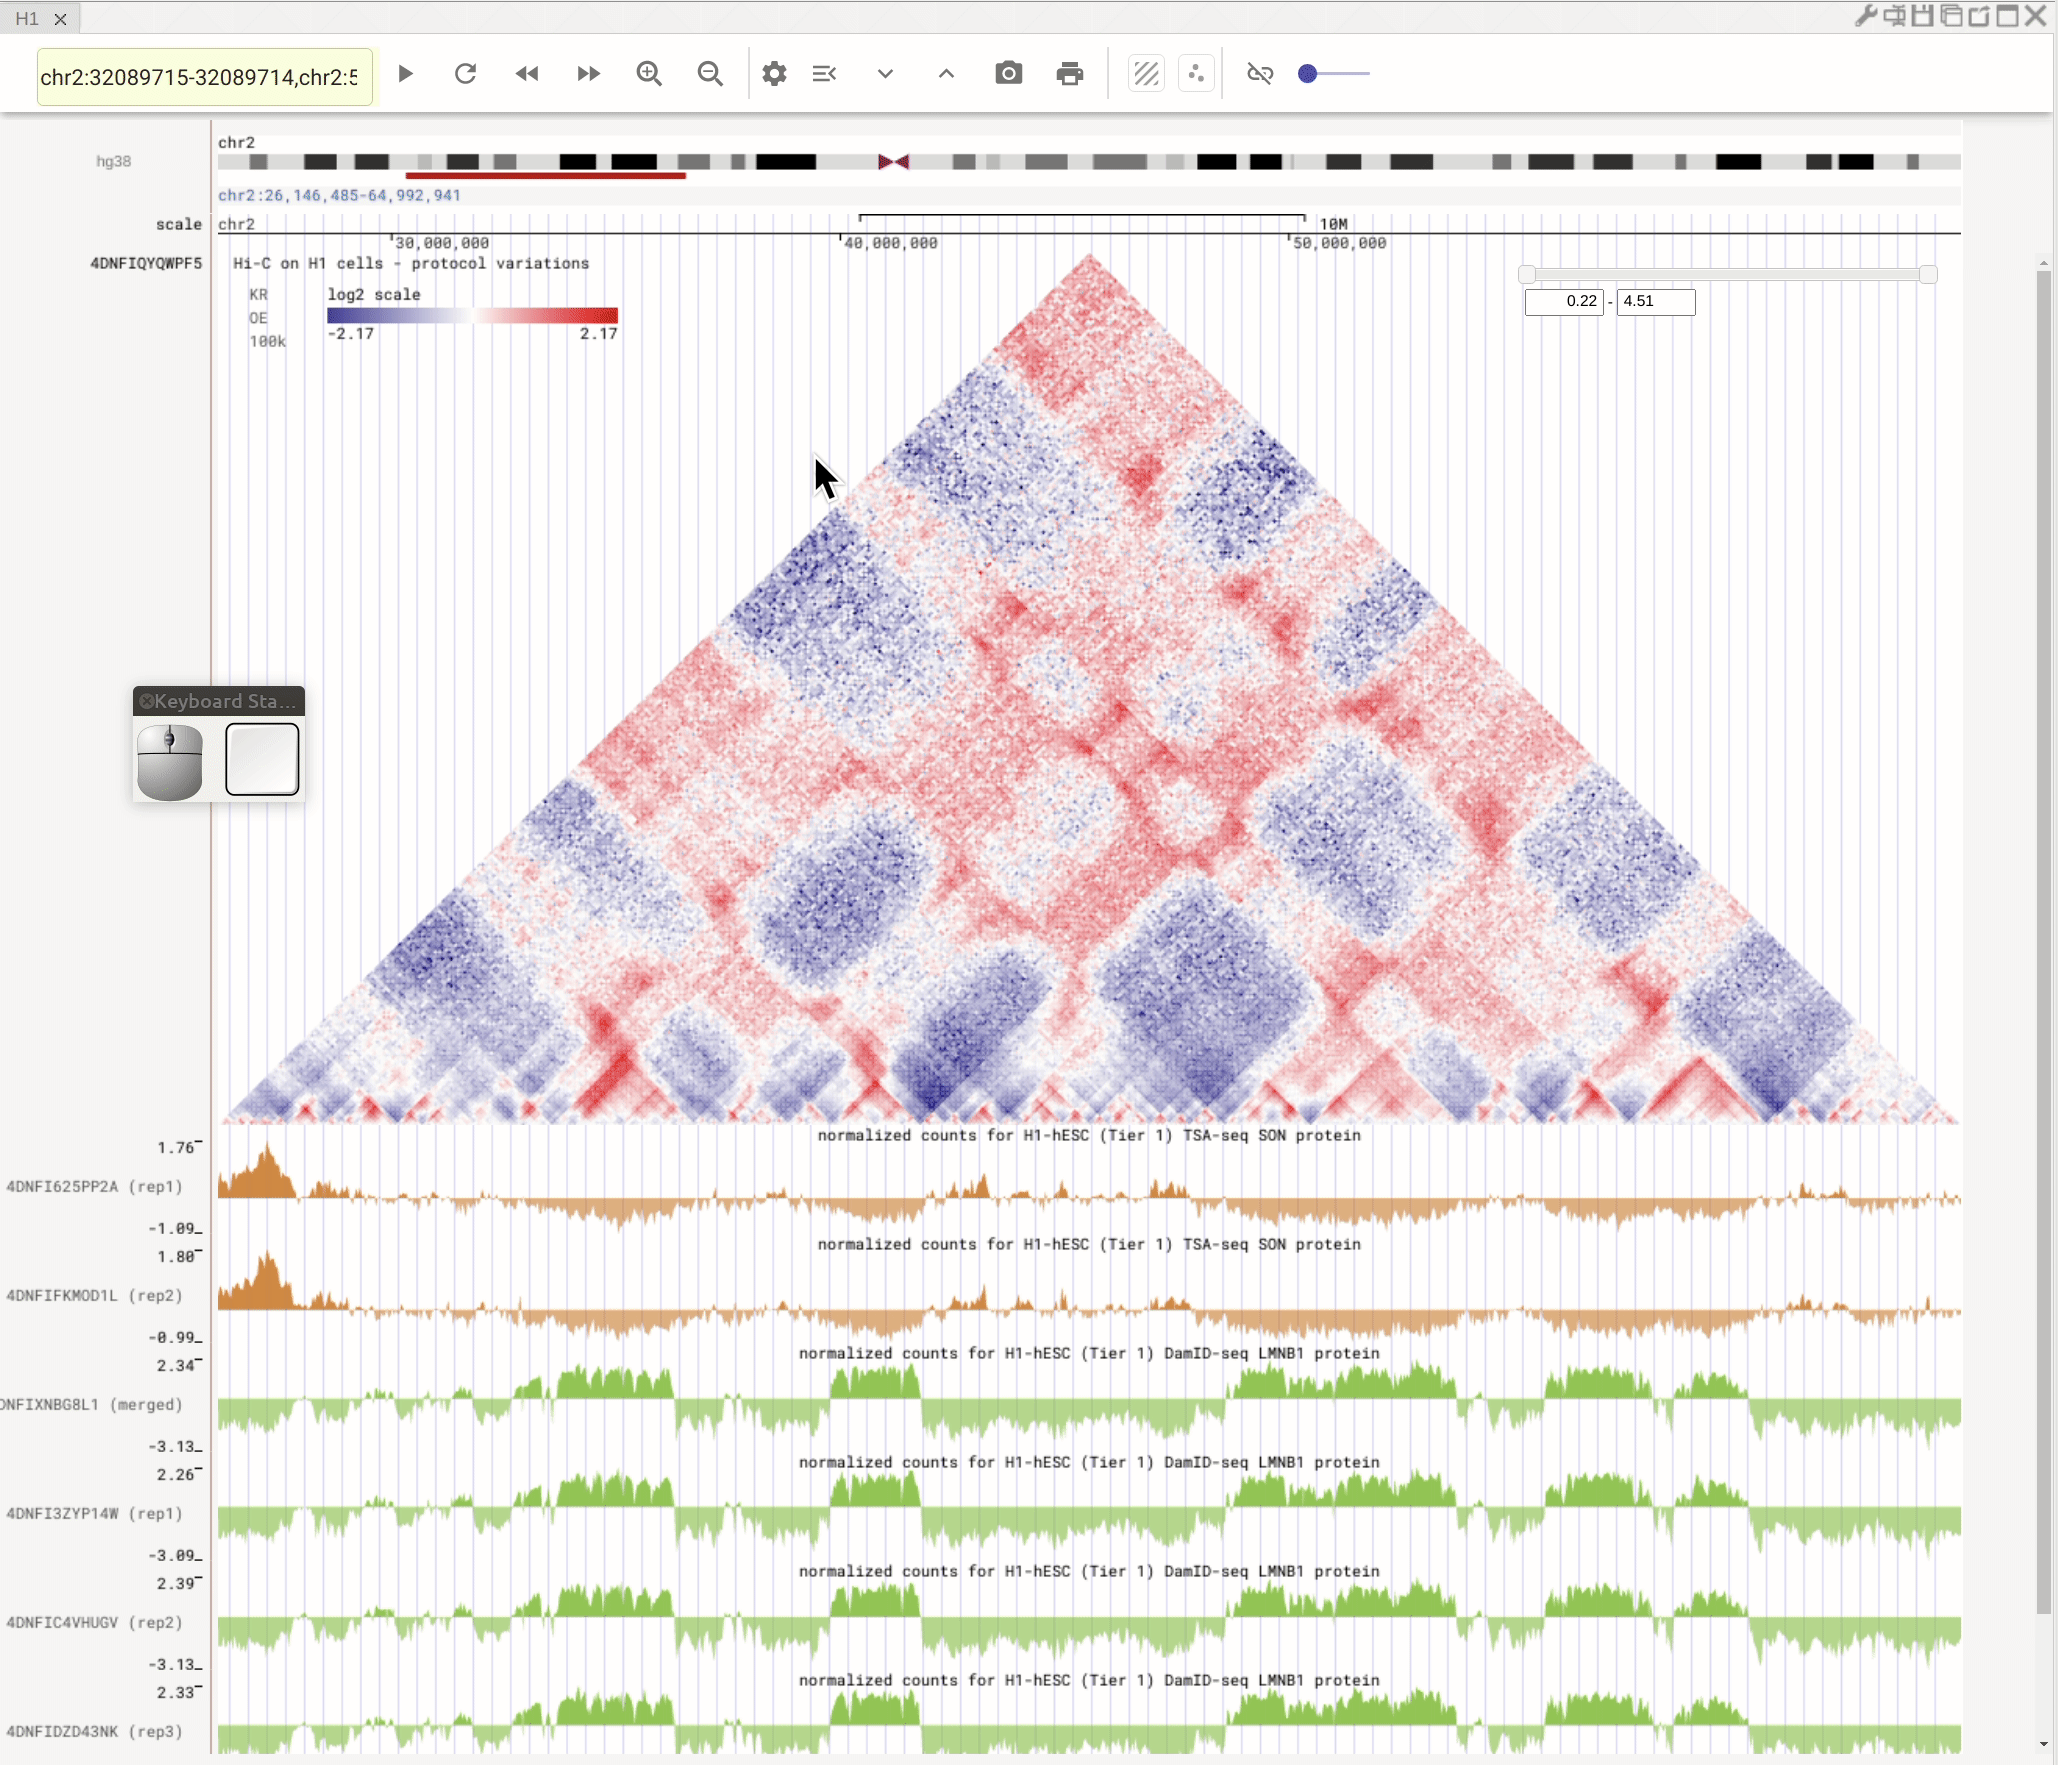 H1
chr2:32089715-32089714,chr2:5
chr2
hg38
chr2:26,146,485-64,992,941
scale
chr2
10M
30,000,000
40,000,000
50,000,000
4DNFIQYQWPF5
Hi-C on H1 cells - protocol variations
KR
OE
100k
log2 scale
-2.17
2.17
0.22 - 4.51
Keyboard Sta...
normalized counts for H1-hESC (Tier 1) TSA-seq SON protein
1.76
4DNFI625PP2A (rep1)
-1.09
normalized counts for H1-hESC (Tier 1) TSA-seq SON protein
1.80
4DNFIFKMOD1L (rep2)
-0.99
normalized counts for H1-hESC (Tier 1) DamID-seq LMNB1 protein
2.34
DNFIXNBG8L1 (merged)
-3.13
normalized counts for H1-hESC (Tier 1) DamID-seq LMNB1 protein
2.26
4DNFI3ZYP14W (rep1)
-3.09
normalized counts for H1-hESC (Tier 1) DamID-seq LMNB1 protein
2.39
4DNFIC4VHUGV (rep2)
-3.13
normalized counts for H1-hESC (Tier 1) DamID-seq LMNB1 protein
2.33
4DNFIDZD43NK (rep3)